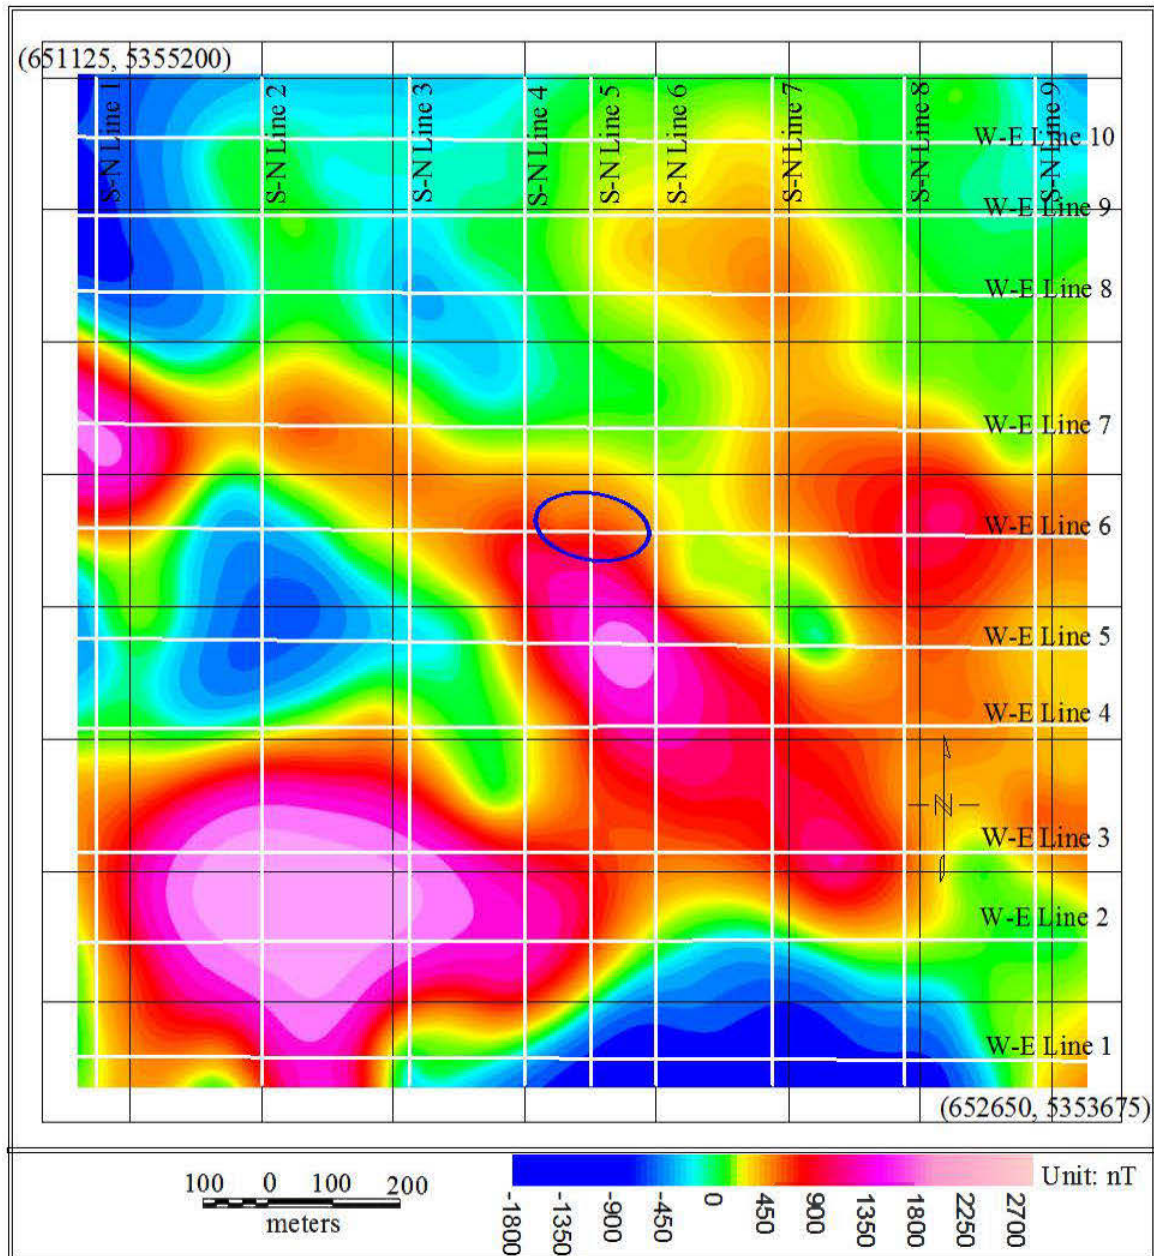 (651125, 5355200)
S-N Line 1
S-N Line 2
S-N Line 3
S-N Line 4
S-N Line 5
S-N Line 6
S-N Line 7
S-N Line 8
S-N Line 9
W-E Line 10
W-E Line 9
W-E Line 8
W-E Line 7
W-E Line 6
W-E Line 5
W-E Line 4
N
W-E Line 3
W-E Line 2
W-E Line 1
(652650, 5353675)
100 0 100 200
meters
Unit: nT
-1800 -1350 -900 -450 0 450 900 1350 1800 2250 2700